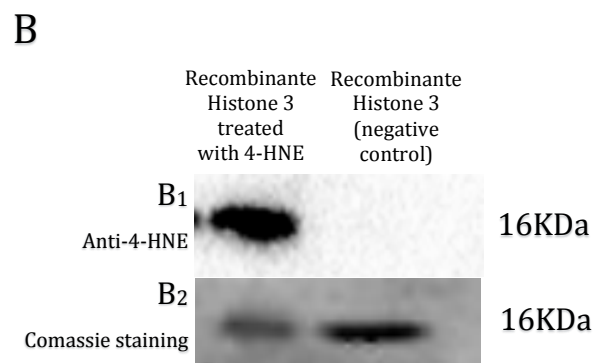 B
Recombinante
Histone 3
treated
with 4-HNE
Recombinante
Histone 3
(negative
control)
B1
Anti-4-HNE
16KDa
B2
Comassie staining
16KDa